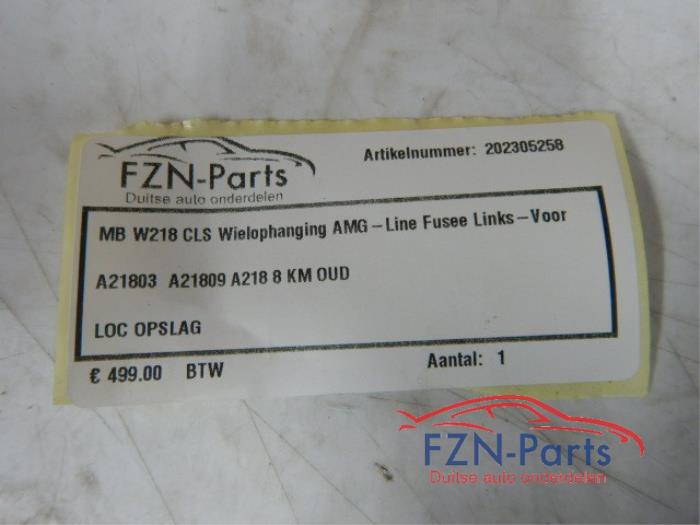 FZN-Parts
Duitse auto onderdelen
Artikelnummer: 202305258
MB W218 CLS Wielophanging AMG-Line Fusee Links-Voor
A21803 A21809 A218 8 KM OUD
LOC OPSLAG
€ 499.00 BTW
Aantal: 1
FZN-Parts
Duitse auto onderdelen